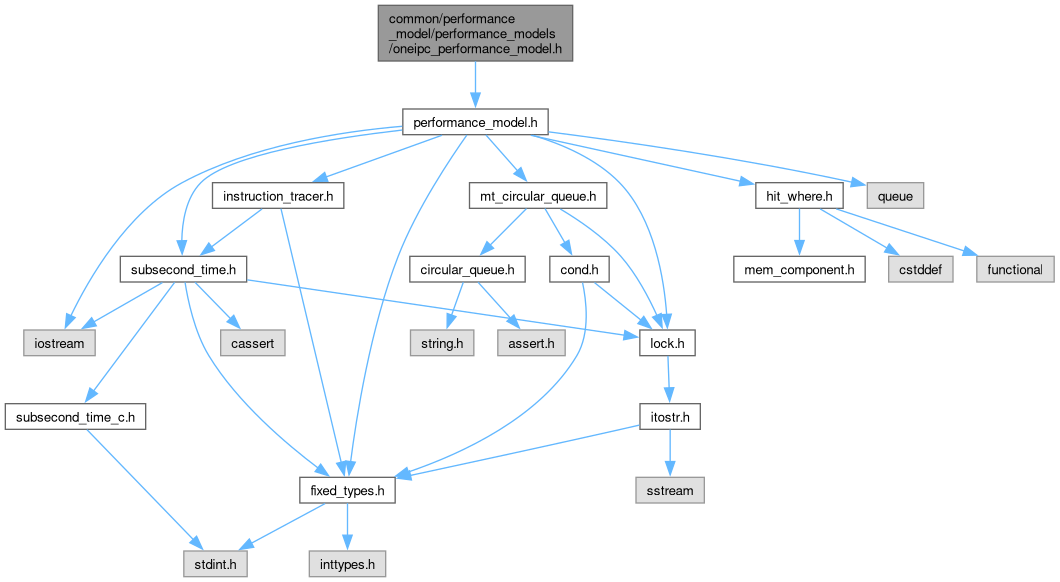 common/performance
_model/performance_models
/oneipc_performance_model.h
performance_model.h
instruction_tracer.h
mt_circular_queue.h
hit_where.h
queue
subsecond_time.h
circular_queue.h
cond.h
mem_component.h
cstddef
functional
iostream
cassert
string.h
assert.h
lock.h
subsecond_time_c.h
itostr.h
fixed_types.h
sstream
stdint.h
inttypes.h